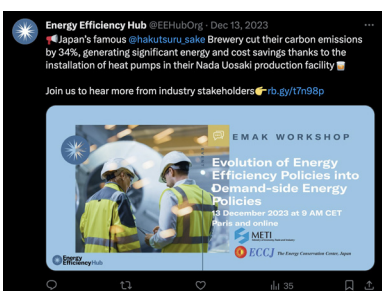 Energy Efficiency Hub @EEHubOrg · Dec 13, 2023
Japan's famous @hakutsuru_sake Brewery cut their carbon emissions
by 34%, generating significant energy and cost savings thanks to the
installation of heat pumps in their Nada Uosaki production facility
Join us to hear more from industry stakeholders rb.gy/t7n98p
EMAK WORKSHOP
Evolution of Energy
Efficiency Policies into
Demand-side Energy
Policies
13 December 2023 at 9 AM CET
Paris and online
METI
ECCJ The Energy Conservation Center, Japan
Energy
Efficiency Hub
35